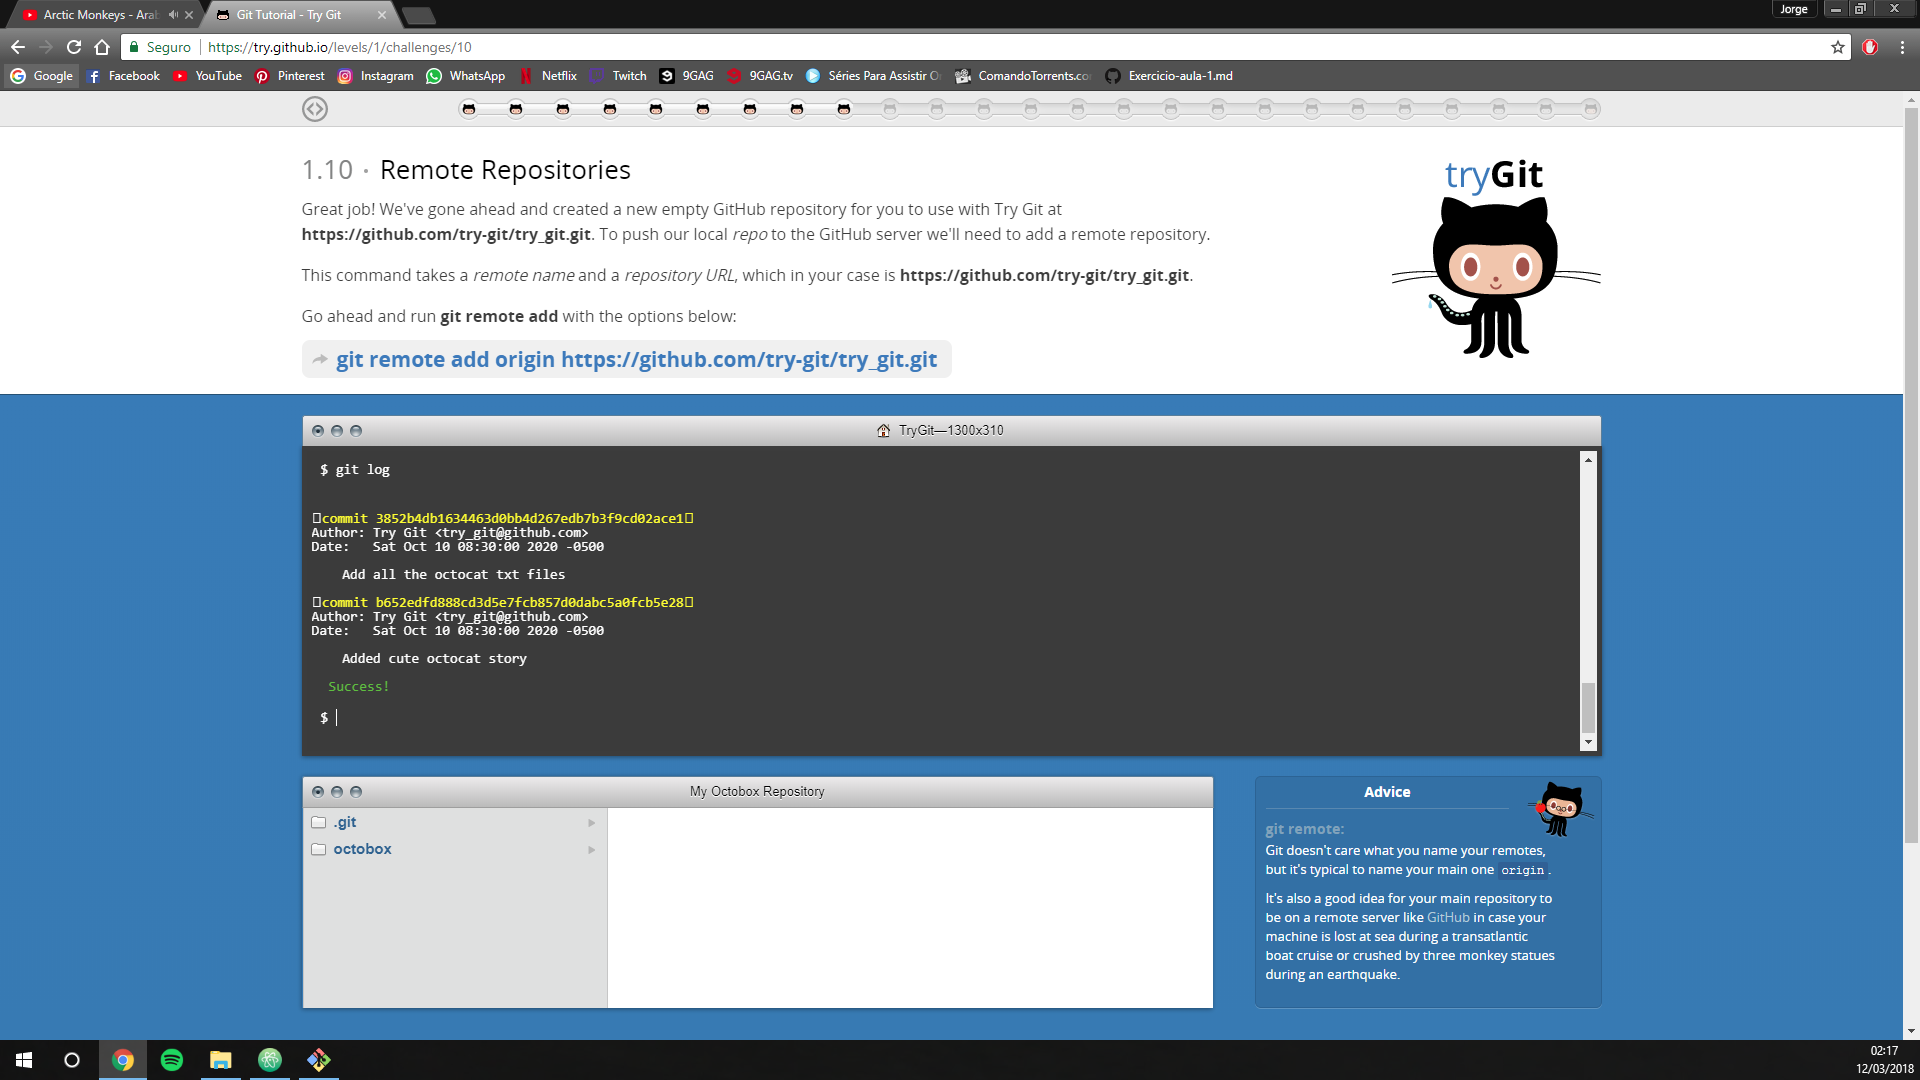 Arctic Monkeys - Ara
Git Tutorial - Try Git
Jorge
Seguro
https://try.github.io/levels/1/challenges/10
Google
Facebook
YouTube
Pinterest
Instagram
WhatsApp
Netflix
Twitch
9GAG
9GAG.tv
Séries Para Assistir On
ComandoTorrents.co
Exercicio-aula-1.md
1.10 · Remote Repositories
tryGit
Great job! We've gone ahead and created a new empty GitHub repository for you to use with Try Git at
https://github.com/try-git/try_git.git. To push our local repo to the GitHub server we'll need to add a remote repository.
This command takes a remote name and a repository URL, which in your case is https://github.com/try-git/try_git.git.
Go ahead and run git remote add with the options below:
git remote add origin https://github.com/try-git/try_git.git
TryGit—1300x310
$ git log
commit 3852b4db1634463d0bb4d267edb7b3f9cd02ace1
Author: Try Git <try_git@github.com>
Date: Sat Oct 10 08:30:00 2020 -0500
Add all the octocat txt files
commit b652edfd888cd3d5e7fcb857d0dabc5a0fcb5e28
Author: Try Git <try_git@github.com>
Date: Sat Oct 10 08:30:00 2020 -0500
Added cute octocat story
Success!
$
My Octobox Repository
.git
octobox
Advice
git remote:
Git doesn't care what you name your remotes,
but it's typical to name your main one origin.
It's also a good idea for your main repository to
be on a remote server like GitHub in case your
machine is lost at sea during a transatlantic
boat cruise or crushed by three monkey statues
during an earthquake.
02:17
12/03/2018